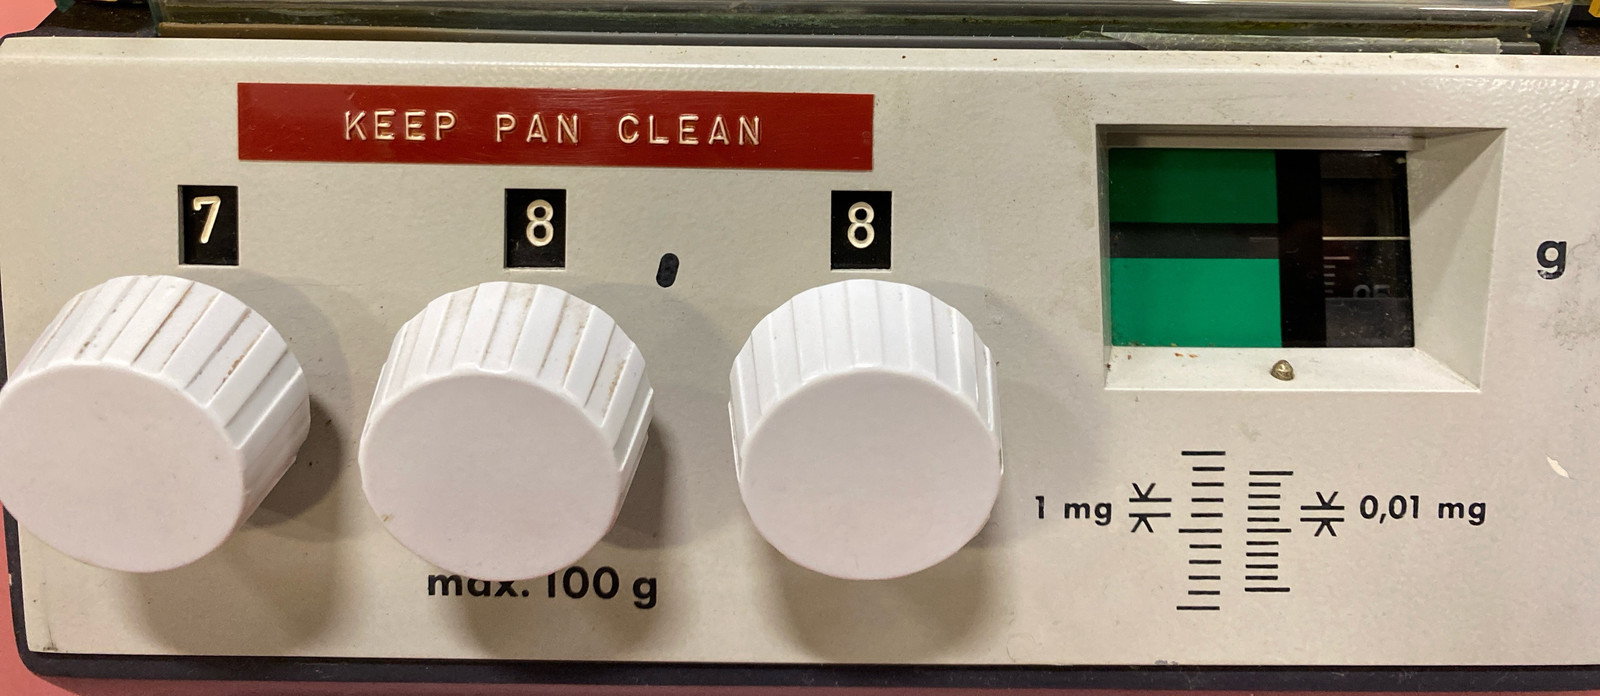 KEEP PAN CLEAN
7 8 8
g
1 mg 0,01 mg
max. 100 g